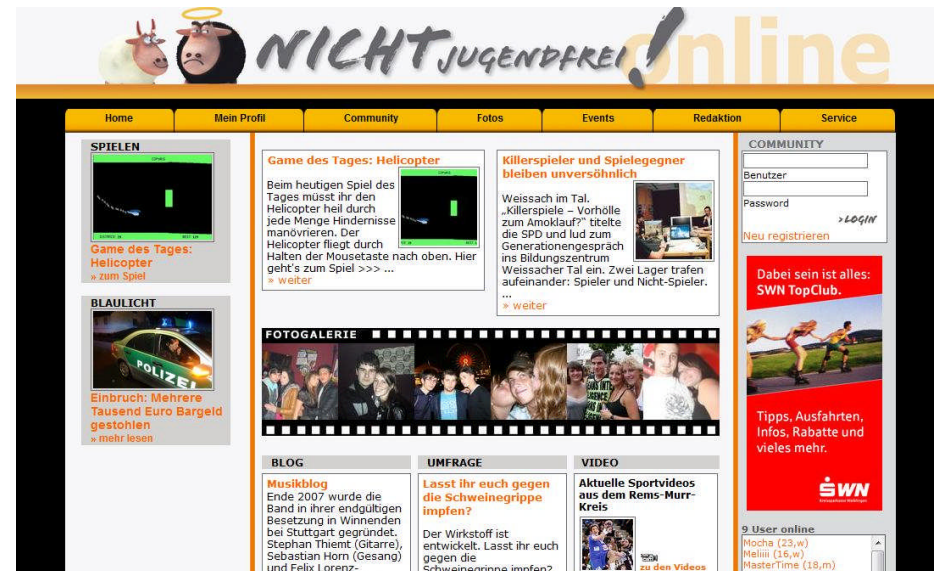 NICHT JUGENDFREI! online
Home Mein Profil Community Fotos Events Redaktion Service
SPIELEN
Game des Tages:
Helicopter
» zum Spiel
BLAULICHT
POLIZEI
Einbruch: Mehrere
Tausend Euro Bargeld
gestohlen
» mehr lesen
Game des Tages: Helicopter
Beim heutigen Spiel des
Tages müsst ihr den
Helicopter heil durch
jede Menge Hindernisse
manövrieren. Der
Helicopter fliegt durch
Halten der Mousetaste nach oben. Hier
geht's zum Spiel >>> ...
» weiter
Killerspieler und Spielegegner
bleiben unversöhnlich
Weissach im Tal.
„Killerspiele – Vorhölle
zum Amoklauf?" titelte
die SPD und lud zum
Generationengespräch
ins Bildungszentrum
Weissacher Tal ein. Zwei Lager trafen
aufeinander: Spieler und Nicht-Spieler.
...
» weiter
FOTOGALERIE
BLOG
Musikblog
Ende 2007 wurde die
Band in ihrer endgültigen
Besetzung in Winnenden
bei Stuttgart gegründet.
Stephan Thiemt (Gitarre),
Sebastian Horn (Gesang)
und Felix Lorenz-
UMFRAGE
Lasst ihr euch gegen
die Schweinegrippe
impfen?
Der Wirkstoff ist
entwickelt. Lasst ihr euch
gegen die
Schweinegrippe impfen?
VIDEO
Aktuelle Sportvideos
aus dem Rems-Murr-
Kreis
zu den Videos
COMMUNITY
Benutzer
Password
>LOGIN
Neu registrieren
Dabei sein ist alles:
SWN TopClub.
Tipps, Ausfahrten,
Infos, Rabatte und
vieles mehr.
SWN
9 User online
Mocha (23,w)
Meliiii (16,w)
MasterTime (18,m)